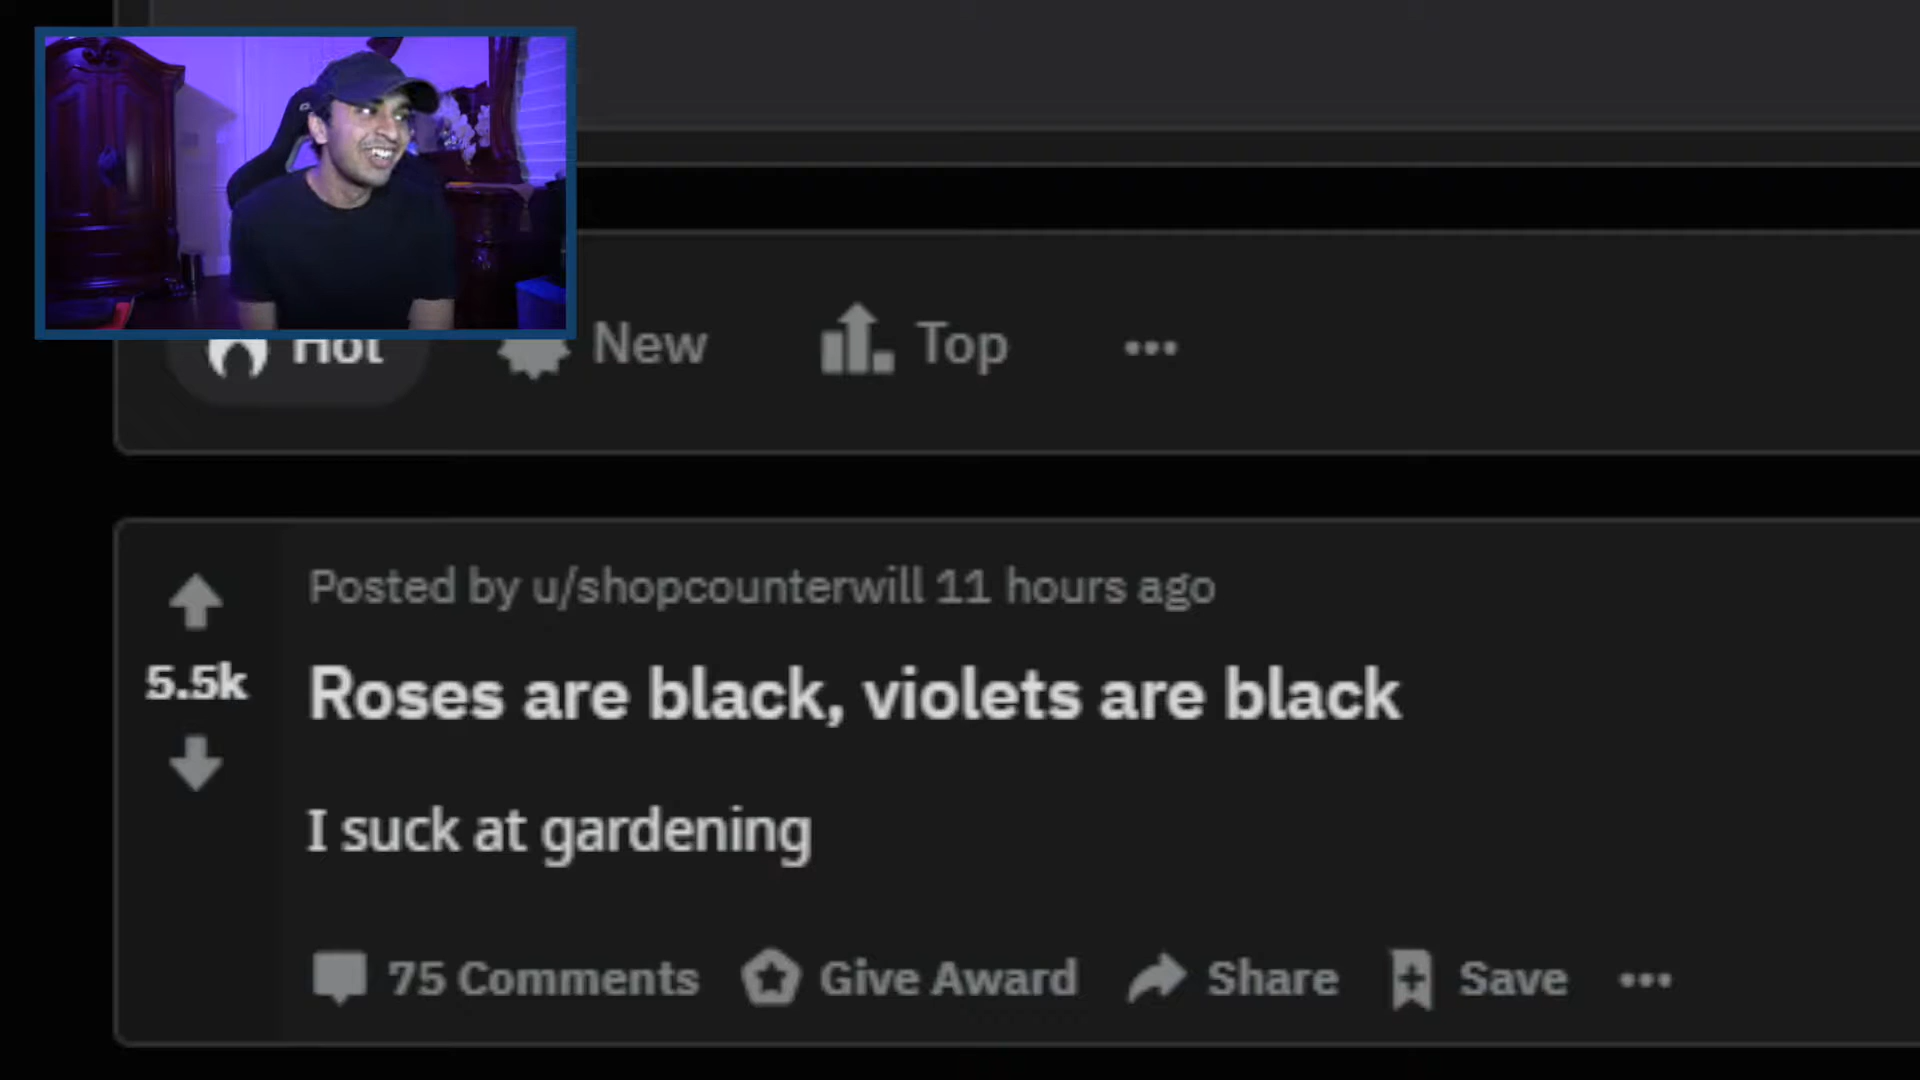 Hot New Top
Posted by u/shopcounterwill 11 hours ago
5.5k
Roses are black, violets are black
I suck at gardening
75 Comments Give Award Share Save